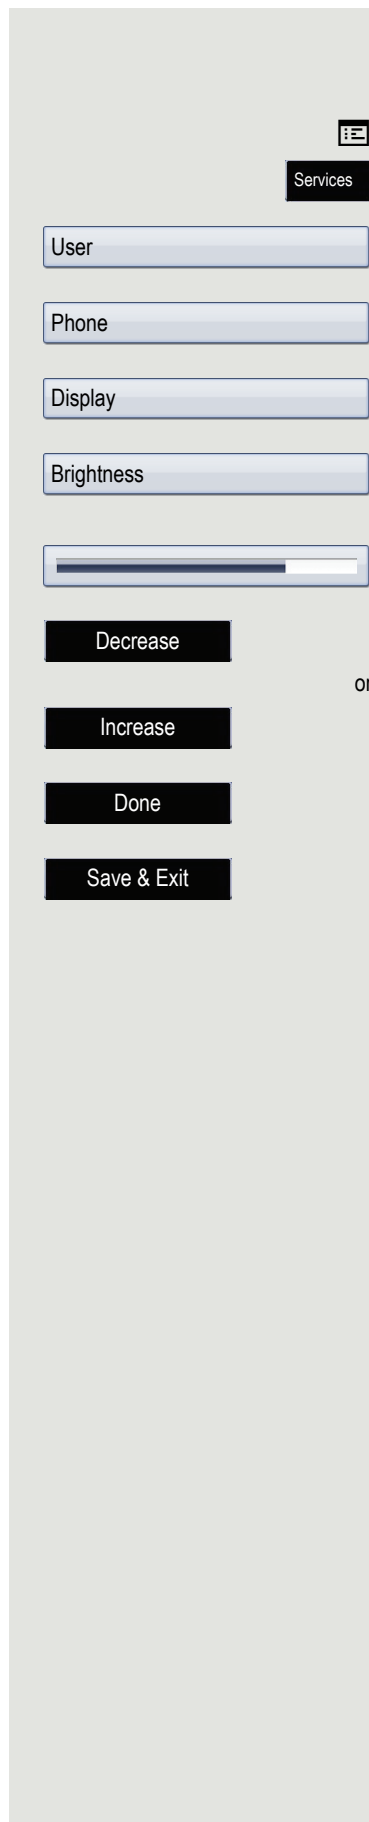 Services
User
Phone
Display
Brightness
Decrease
or
Increase
Done
Save & Exit